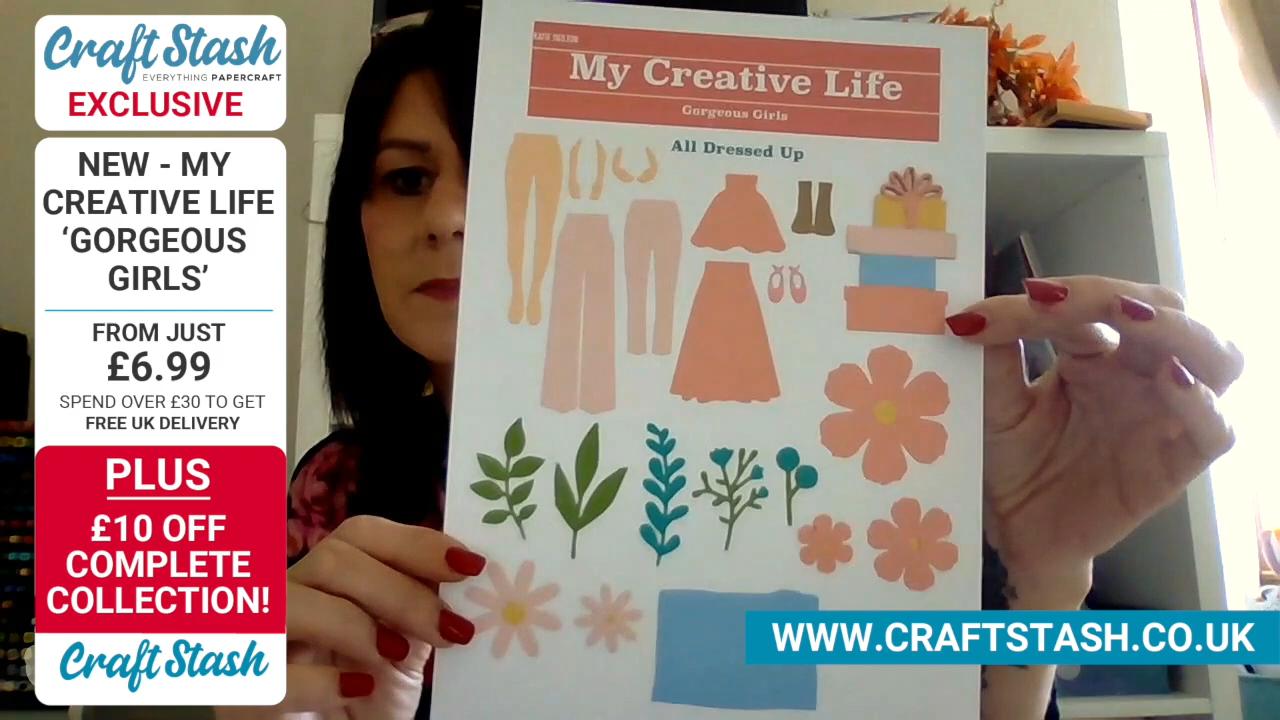 Craft Stash
EVERYTHING PAPERCRAFT
EXCLUSIVE
NEW - MY
CREATIVE LIFE
‘GORGEOUS
GIRLS’
FROM JUST
£6.99
SPEND OVER £30 TO GET
FREE UK DELIVERY
PLUS
£10 OFF
COMPLETE
COLLECTION!
Craft Stash
My Creative Life
Gorgeous Girls
All Dressed Up
WWW.CRAFTSTASH.CO.UK